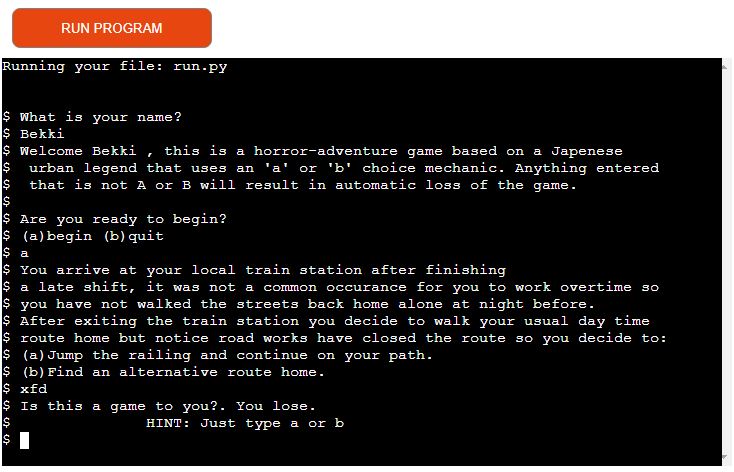 RUN PROGRAM
Running your file: run.py
$ What is your name?
$ Bekki
$ Welcome Bekki , this is a horror-adventure game based on a Japenese
$  urban legend that uses an 'a' or 'b' choice mechanic. Anything entered
$  that is not A or B will result in automatic loss of the game.
$
$ Are you ready to begin?
$ (a)begin (b)quit
$ a
$ You arrive at your local train station after finishing
$ a late shift, it was not a common occurance for you to work overtime so
$ you have not walked the streets back home alone at night before.
$ After exiting the train station you decide to walk your usual day time
$ route home but notice road works have closed the route so you decide to:
$ (a)Jump the railing and continue on your path.
$ (b)Find an alternative route home.
$ xfd
$ Is this a game to you?. You lose.
$               HINT: Just type a or b
$